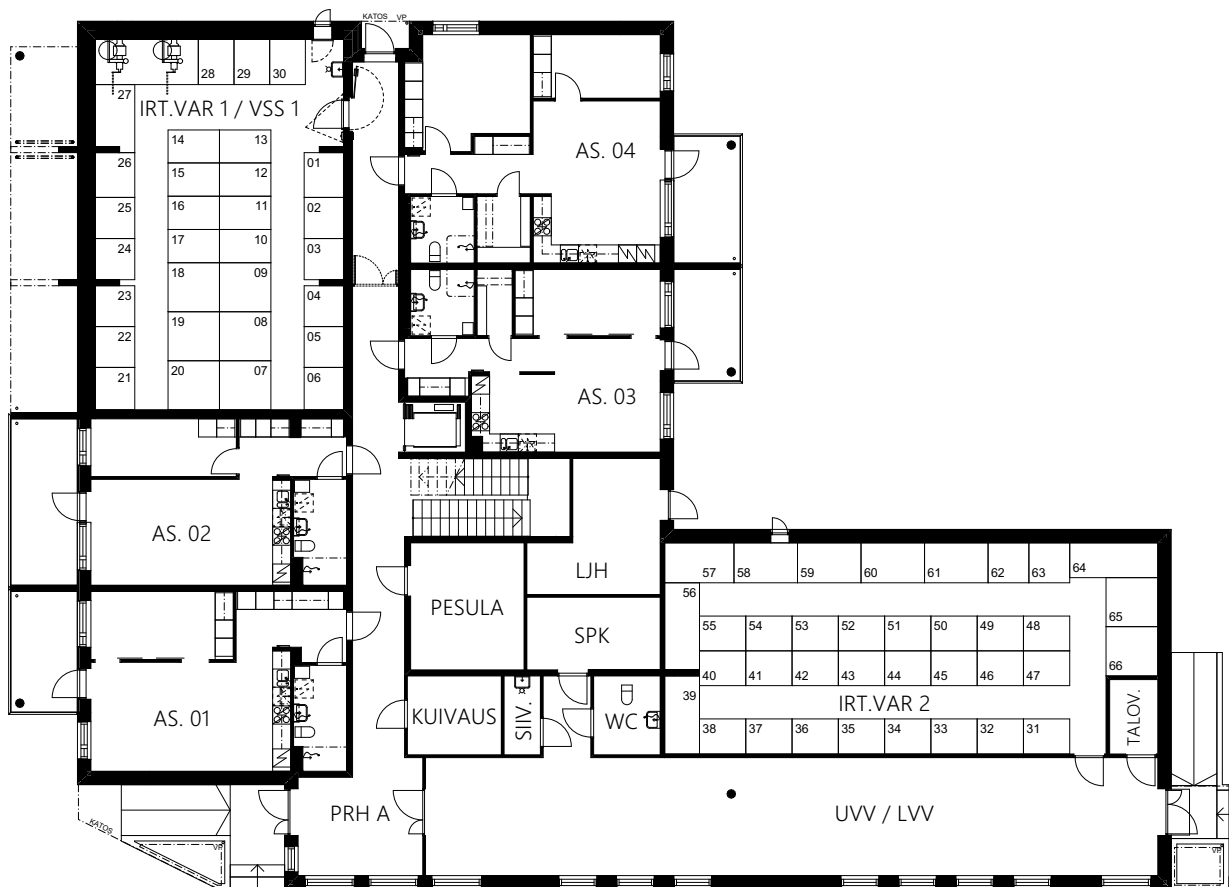 KATOS VP
28 29 30
27
IRT.VAR 1 / VSS 1
14 13
26 15 12 01
25 16 11 02
24 17 10 03
18 09
23 04
22 19 08 05
21 20 07 06
AS. 04
AS. 03
AS. 02
AS. 01
LJH
PESULA
SPK
KUIVAUS
SIIV.
WC
57 58 59 60 61 62 63 64
56
65
55 54 53 52 51 50 49 48
40 41 42 43 44 45 46 47
66
39
IRT.VAR 2
38 37 36 35 34 33 32 31
TALOV.
PRH A
UVV / LVV
KATOS
VP
VP